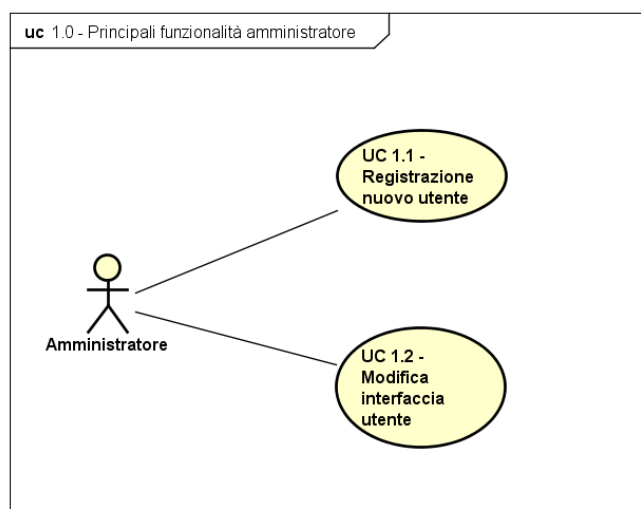 uc 1.0 - Principali funzionalità amministratore
UC 1.1 -
Registrazione
nuovo utente
Amministratore
UC 1.2 -
Modifica
interfaccia
utente